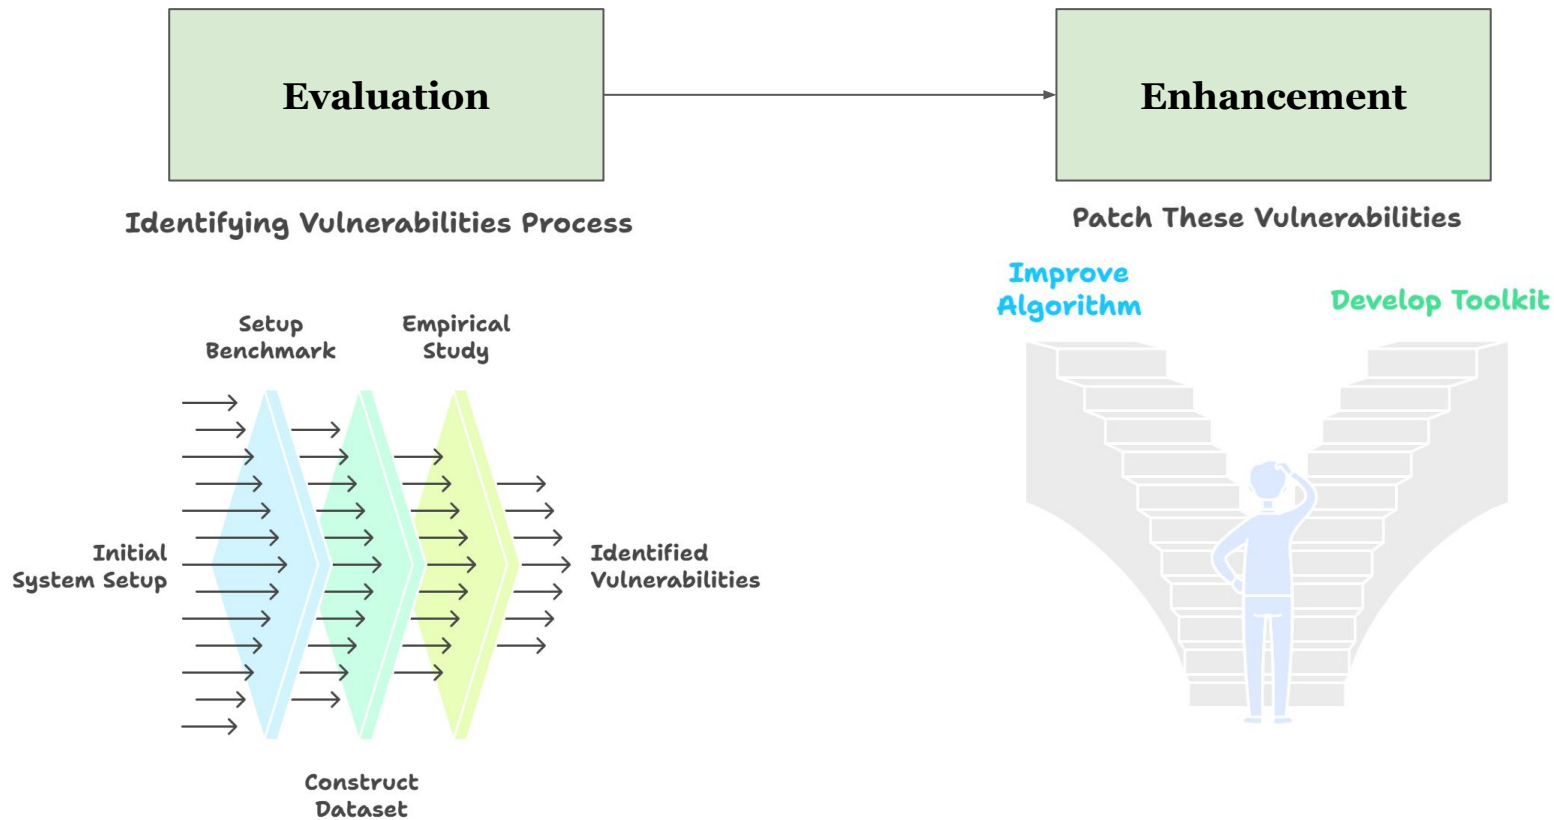 Evaluation
Enhancement
Identifying Vulnerabilities Process
Patch These Vulnerabilities
Improve
Algorithm
Develop Toolkit
Setup
Benchmark
Empirical
Study
Initial
System Setup
Identified
Vulnerabilities
Construct
Dataset